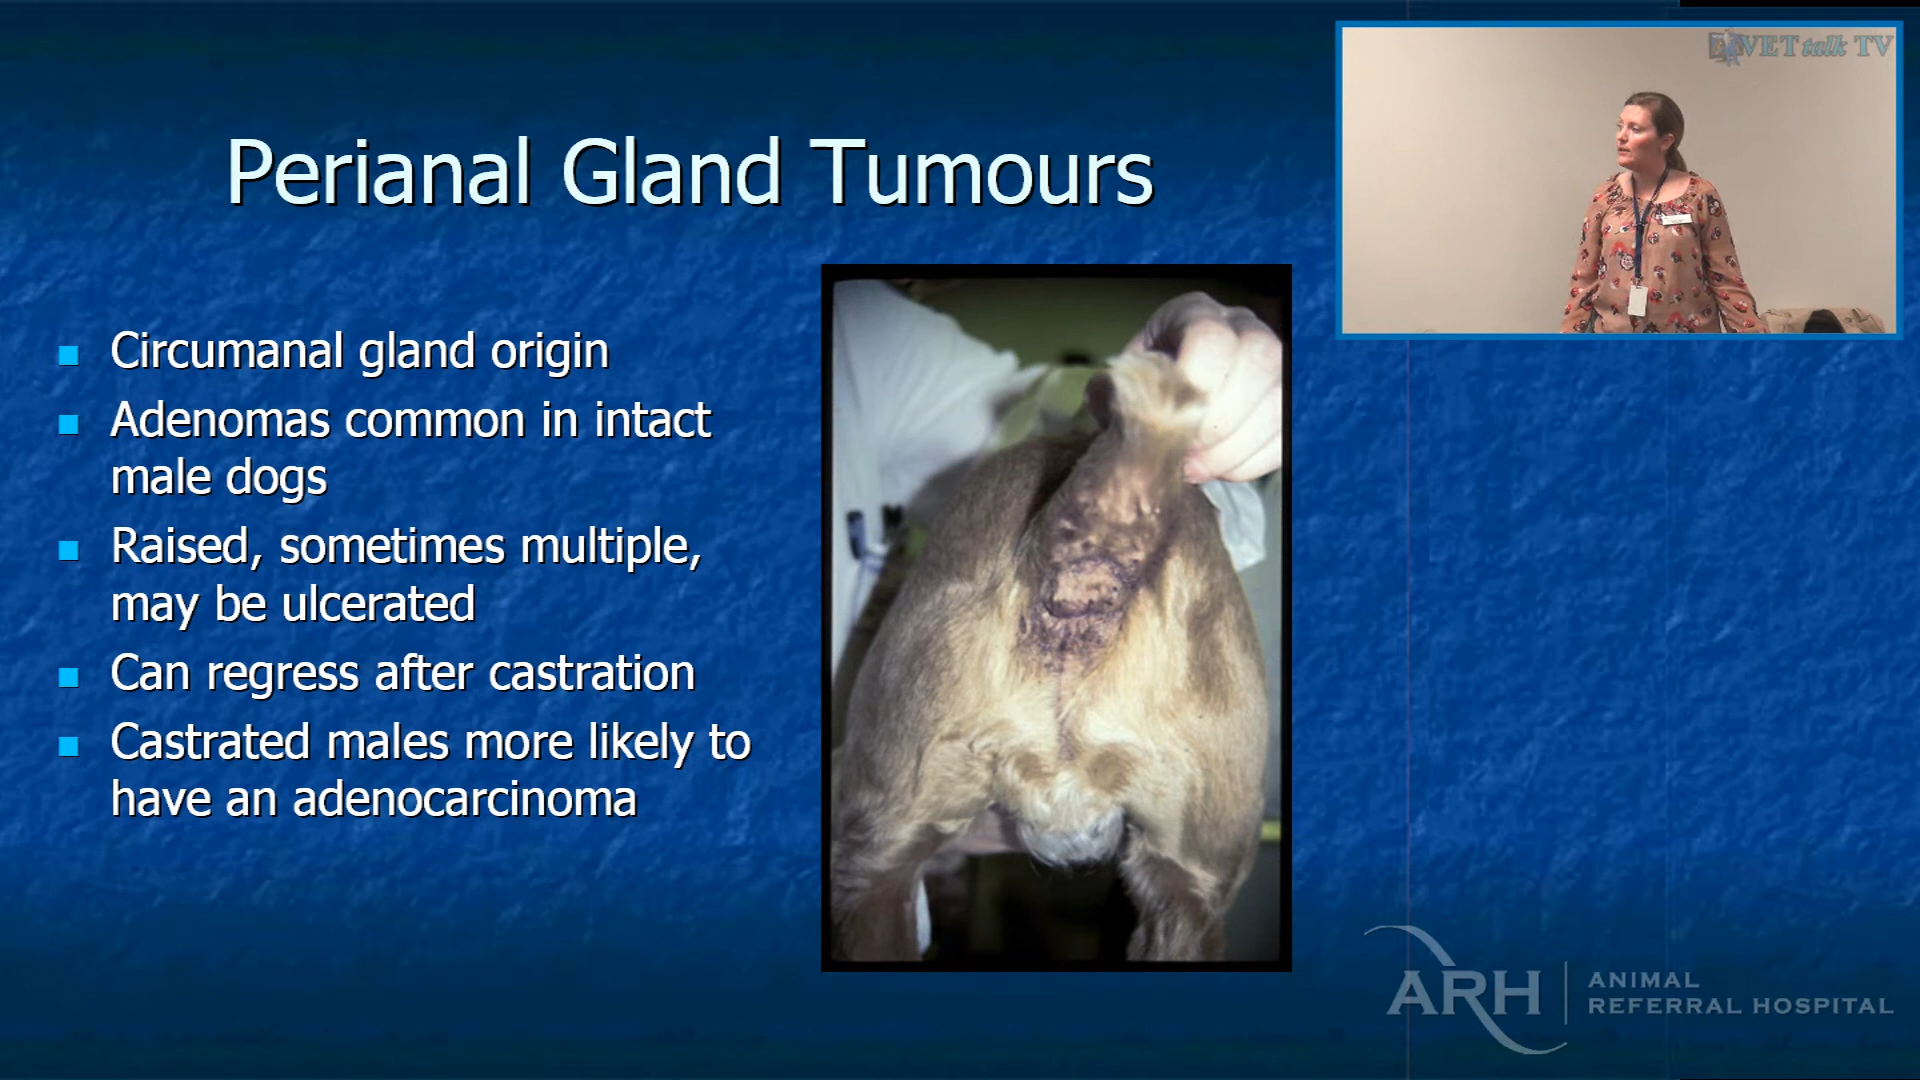 VET talk TV
Perianal Gland Tumours
Circumanal gland origin
Adenomas common in intact
male dogs
Raised, sometimes multiple,
may be ulcerated
Can regress after castration
Castrated males more likely to
have an adenocarcinoma
ARH
ANIMAL
REFERRAL HOSPITAL